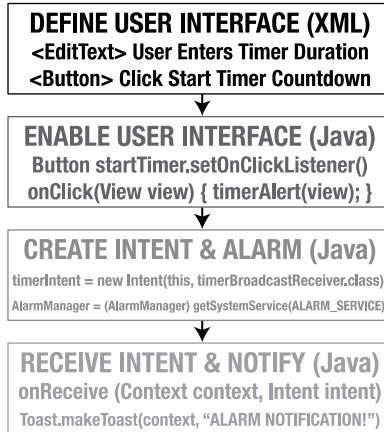 DEFINE USER INTERFACE (XML)
<EditText> User Enters Timer Duration
<Button> Click Start Timer Countdown
ENABLE USER INTERFACE (Java)
Button startTimer.setOnClickListener()
onClick(View view) { timerAlert(view); }
CREATE INTENT & ALARM (Java)
timerIntent = new Intent(this, timerBroadcastReceiver.class)
AlarmManager = (AlarmManager) getSystemService(ALARM_SERVICE)
RECEIVE INTENT & NOTIFY (Java)
onReceive (Context context, Intent intent)
Toast.makeToast(context, “ALARM NOTIFICATION!”)